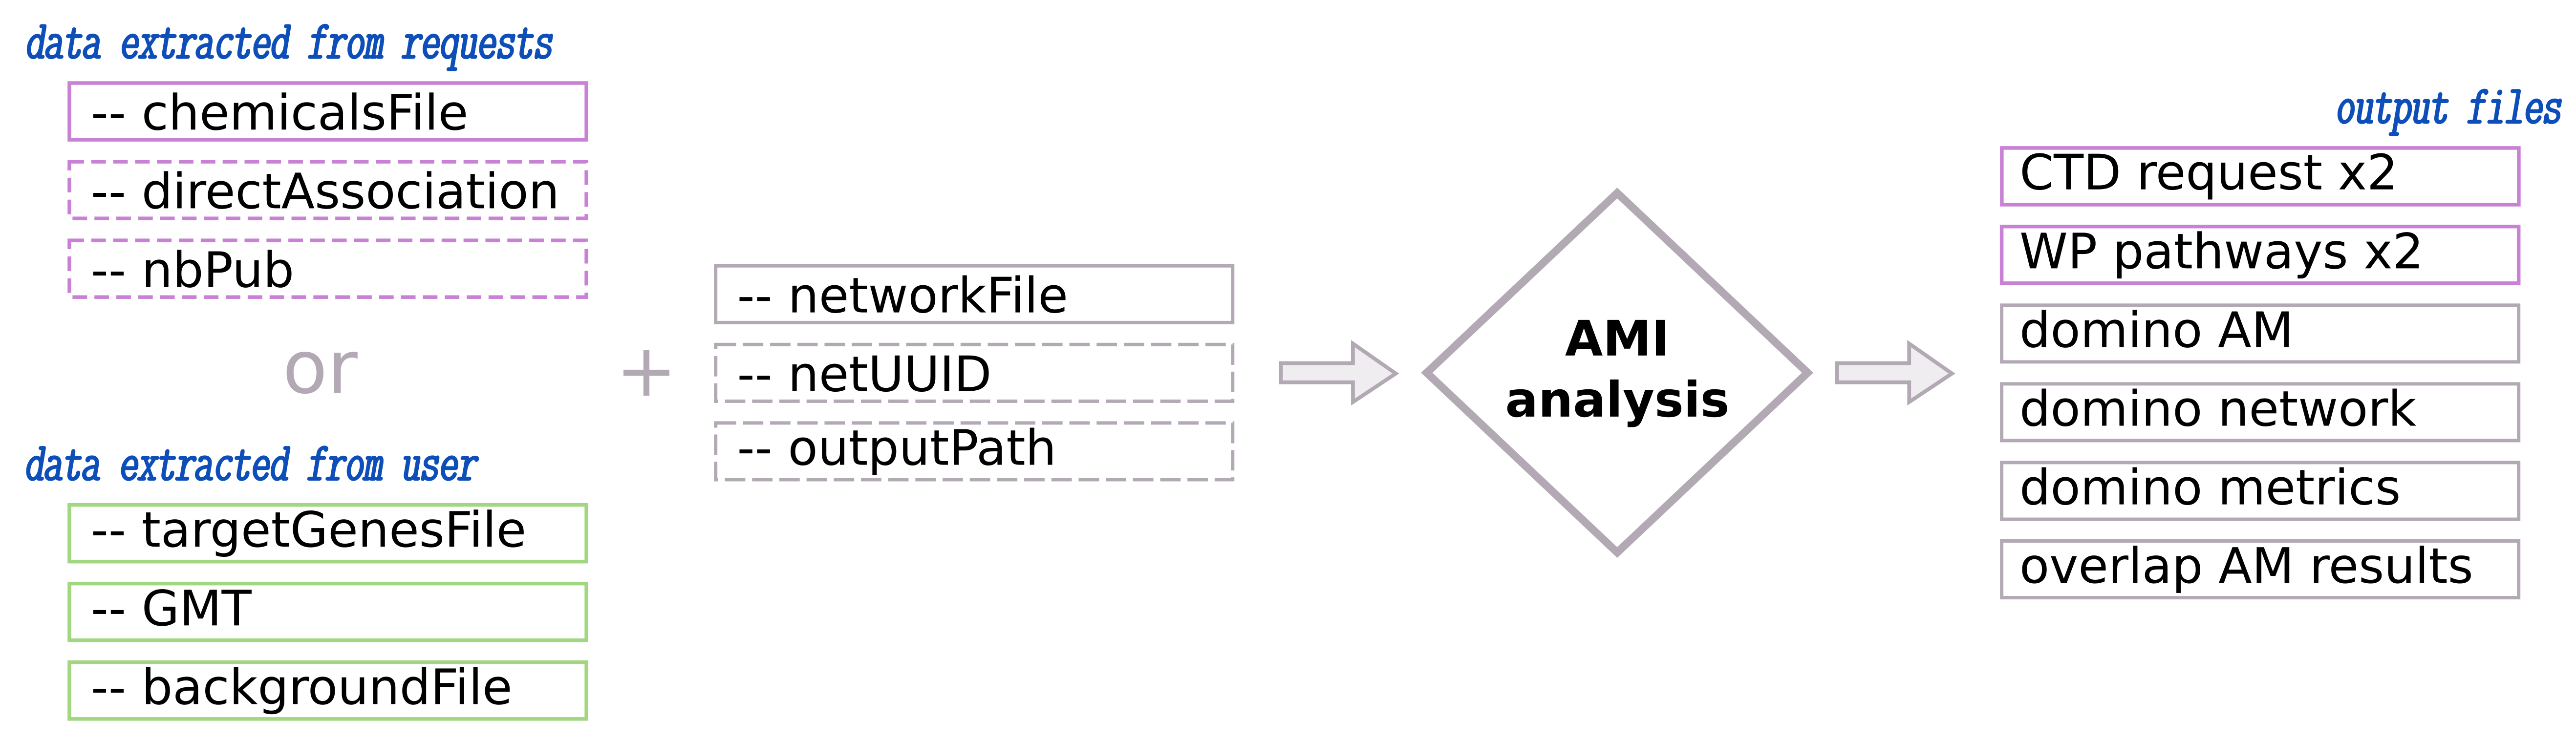 data extracted from requests
-- chemicalsFile
-- directAssociation
-- nbPub
or
data extracted from user
-- targetGenesFile
-- GMT
-- backgroundFile
+
-- networkFile
-- netUUID
-- outputPath
AMI
analysis
output files
CTD request x2
WP pathways x2
domino AM
domino network
domino metrics
overlap AM results